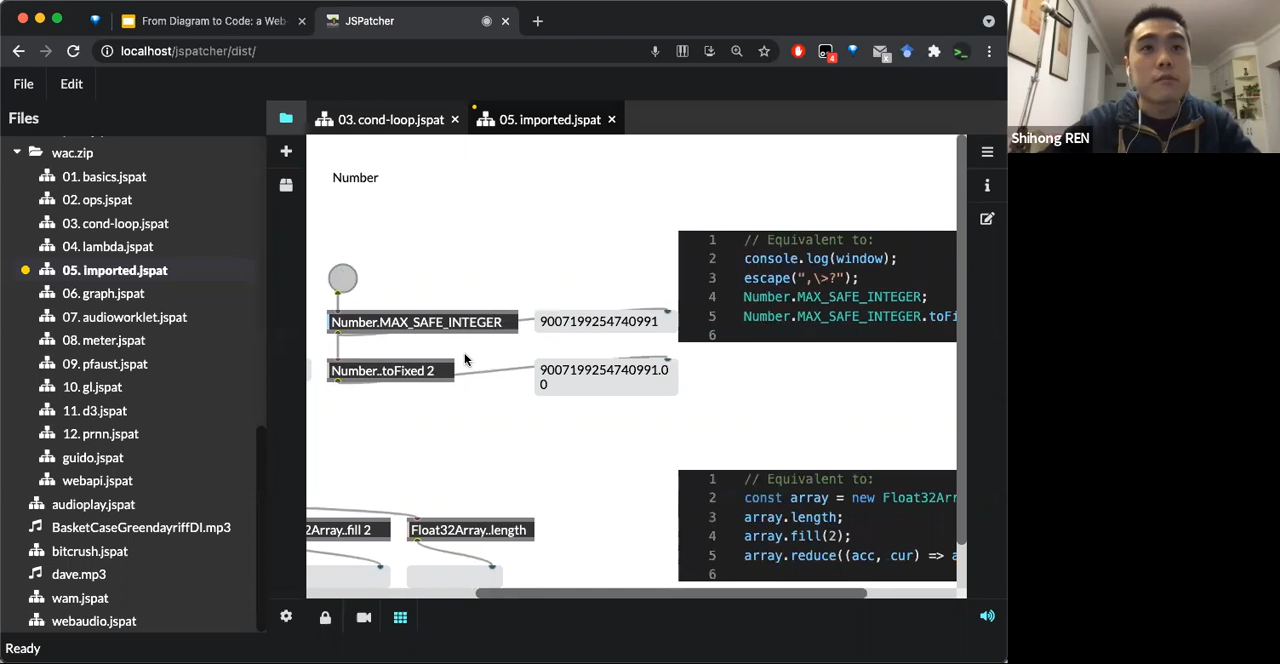 From Diagram to Code: a Web
JSPatcher
localhost/jspatcher/dist/
4
x
File
Edit
Files
03. cond-loop.jspat
05. imported.jspat
wac.zip
01. basics.jspat
02. ops.jspat
03. cond-loop.jspat
04. lambda.jspat
05. imported.jspat
06. graph.jspat
07. audioworklet.jspat
08. meter.jspat
09. pfaust.jspat
10. gl.jspat
11. d3.jspat
12. prnn.jspat
guido.jspat
webapi.jspat
audioplay.jspat
BasketCaseGreendayriffDI.mp3
bitcrush.jspat
dave.mp3
wam.jspat
webaudio.jspat
Ready
Number
Number.MAX_SAFE_INTEGER
9007199254740991
Number..toFixed 2
9007199254740991.0
0
1 // Equivalent to:
2 console.log(window);
3 escape(",\>?");
4 Number.MAX_SAFE_INTEGER;
5 Number.MAX_SAFE_INTEGER.toFi
6
2Array..fill 2
Float32Array..length
1 // Equivalent to:
2 const array = new Float32Arr
3 array.length;
4 array.fill(2);
5 array.reduce((acc, cur) => a
6
Shihong REN